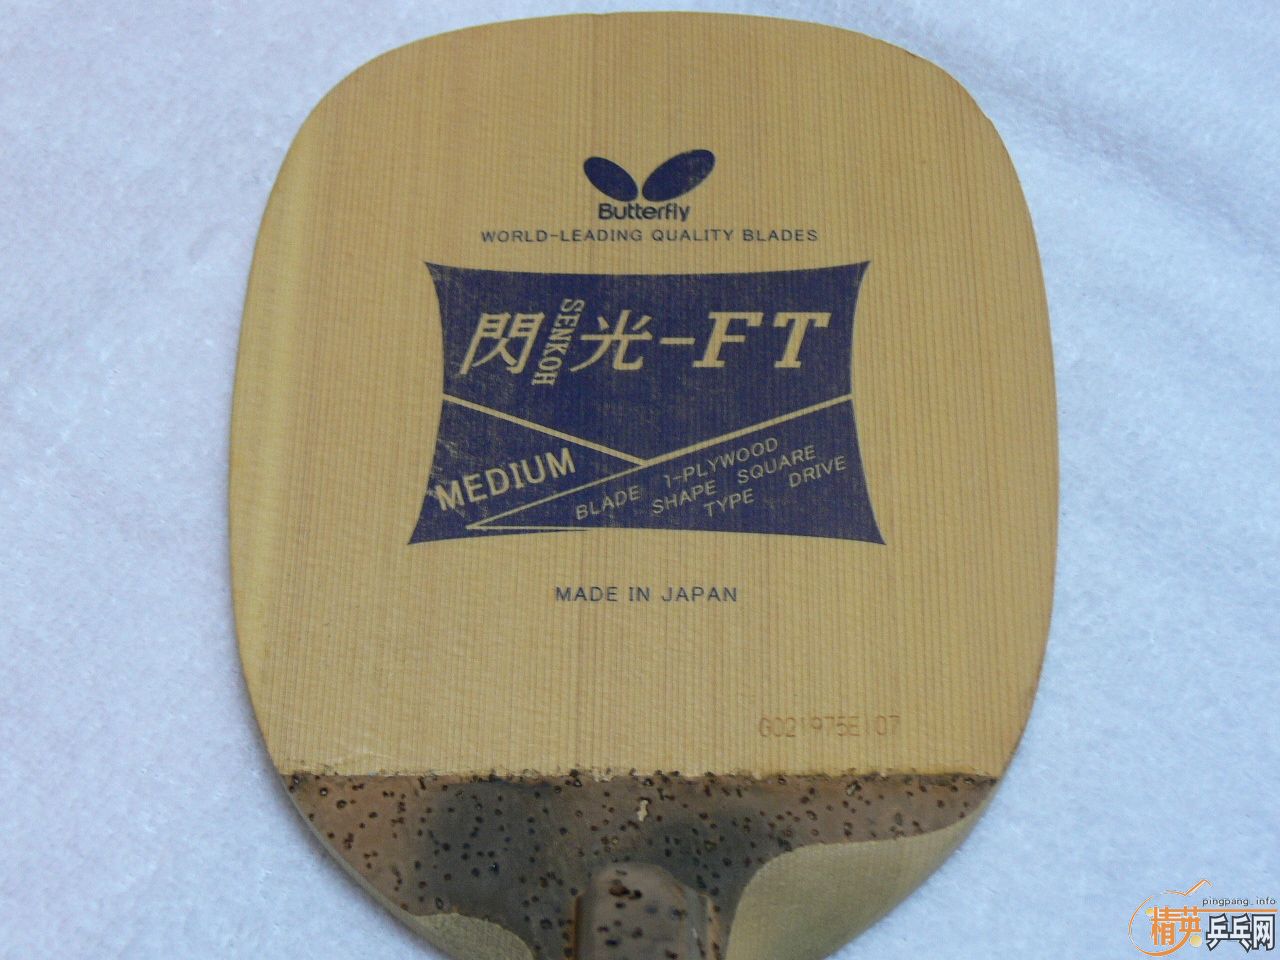 Butterfly
WORLD-LEADING QUALITY BLADES
閃光-FT
SENKOH
MEDIUM
BLADE 1-PLYWOOD
SHAPE SQUARE
TYPE DRIVE
MADE IN JAPAN
pingpang.info
精英乒乓网